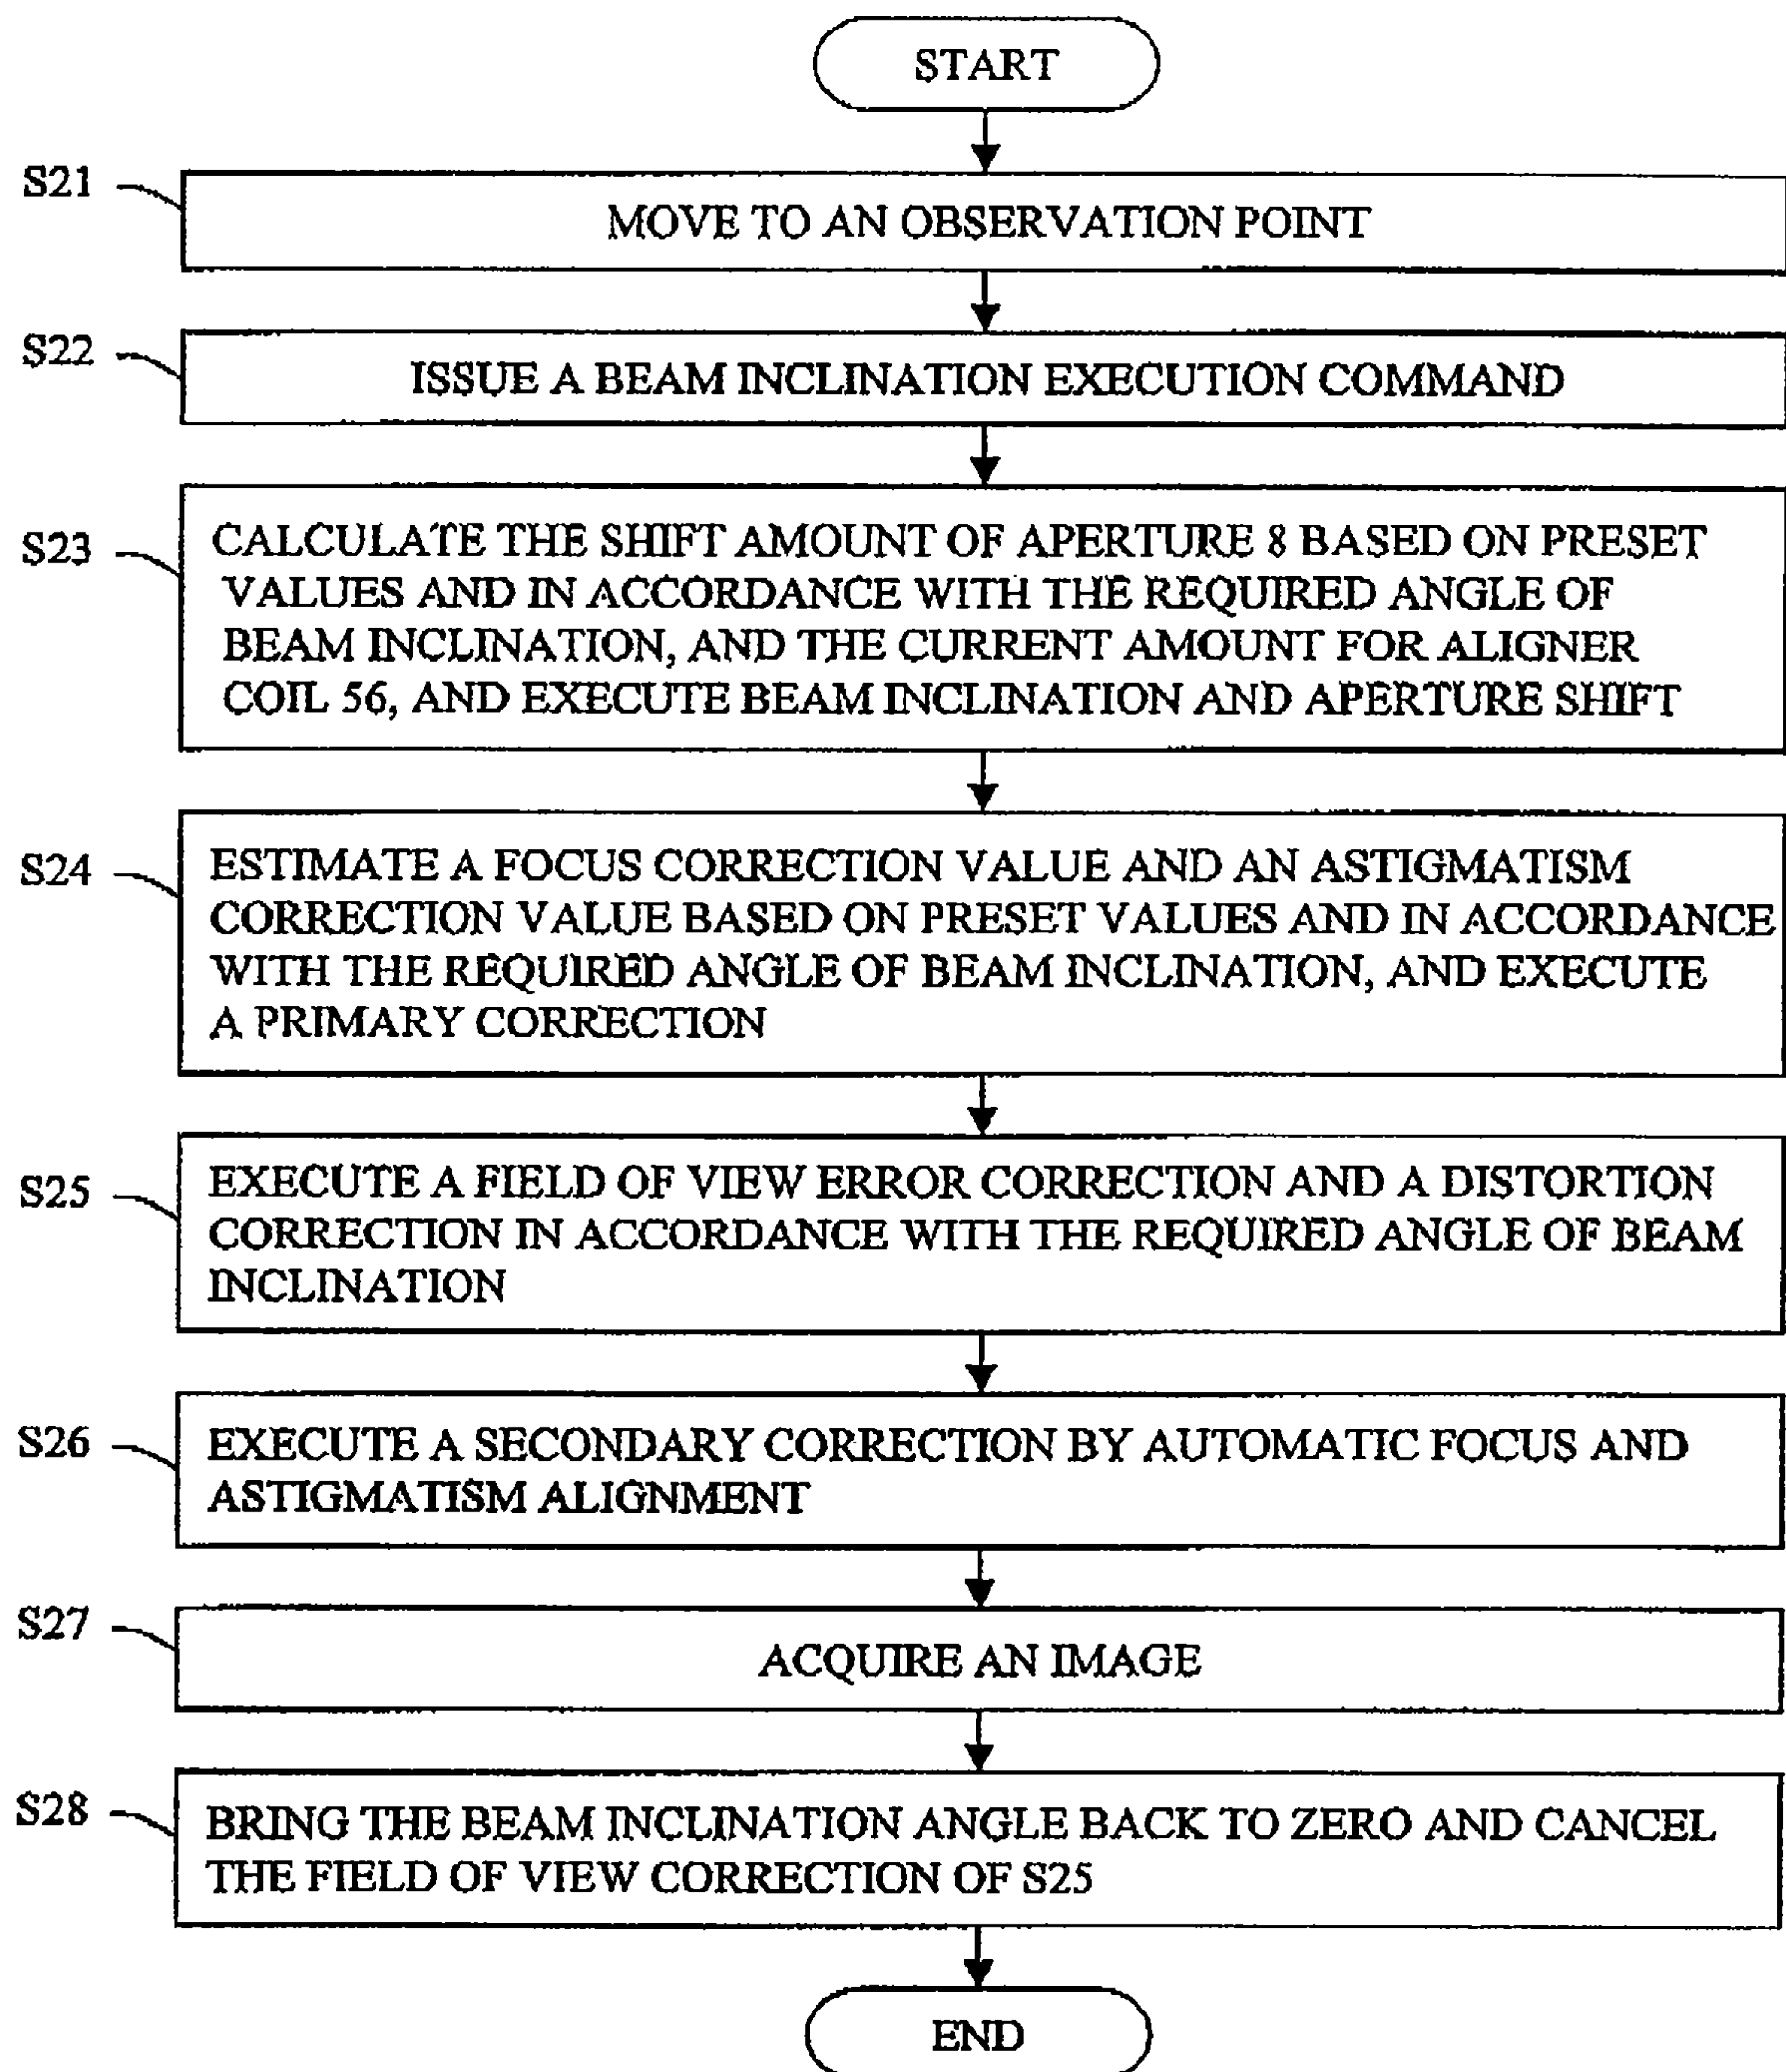 START
S21
MOVE TO AN OBSERVATION POINT
S22
ISSUE A BEAM INCLINATION EXECUTION COMMAND
S23
CALCULATE THE SHIFT AMOUNT OF APERTURE 8 BASED ON PRESET
VALUES AND IN ACCORDANCE WITH THE REQUIRED ANGLE OF
BEAM INCLINATION, AND THE CURRENT AMOUNT FOR ALIGNER
COIL 56, AND EXECUTE BEAM INCLINATION AND APERTURE SHIFT
S24
ESTIMATE A FOCUS CORRECTION VALUE AND AN ASTIGMATISM
CORRECTION VALUE BASED ON PRESET VALUES AND IN ACCORDANCE
WITH THE REQUIRED ANGLE OF BEAM INCLINATION, AND EXECUTE
A PRIMARY CORRECTION
S25
EXECUTE A FIELD OF VIEW ERROR CORRECTION AND A DISTORTION
CORRECTION IN ACCORDANCE WITH THE REQUIRED ANGLE OF BEAM
INCLINATION
S26
EXECUTE A SECONDARY CORRECTION BY AUTOMATIC FOCUS AND
ASTIGMATISM ALIGNMENT
S27
ACQUIRE AN IMAGE
S28
BRING THE BEAM INCLINATION ANGLE BACK TO ZERO AND CANCEL
THE FIELD OF VIEW CORRECTION OF S25
END